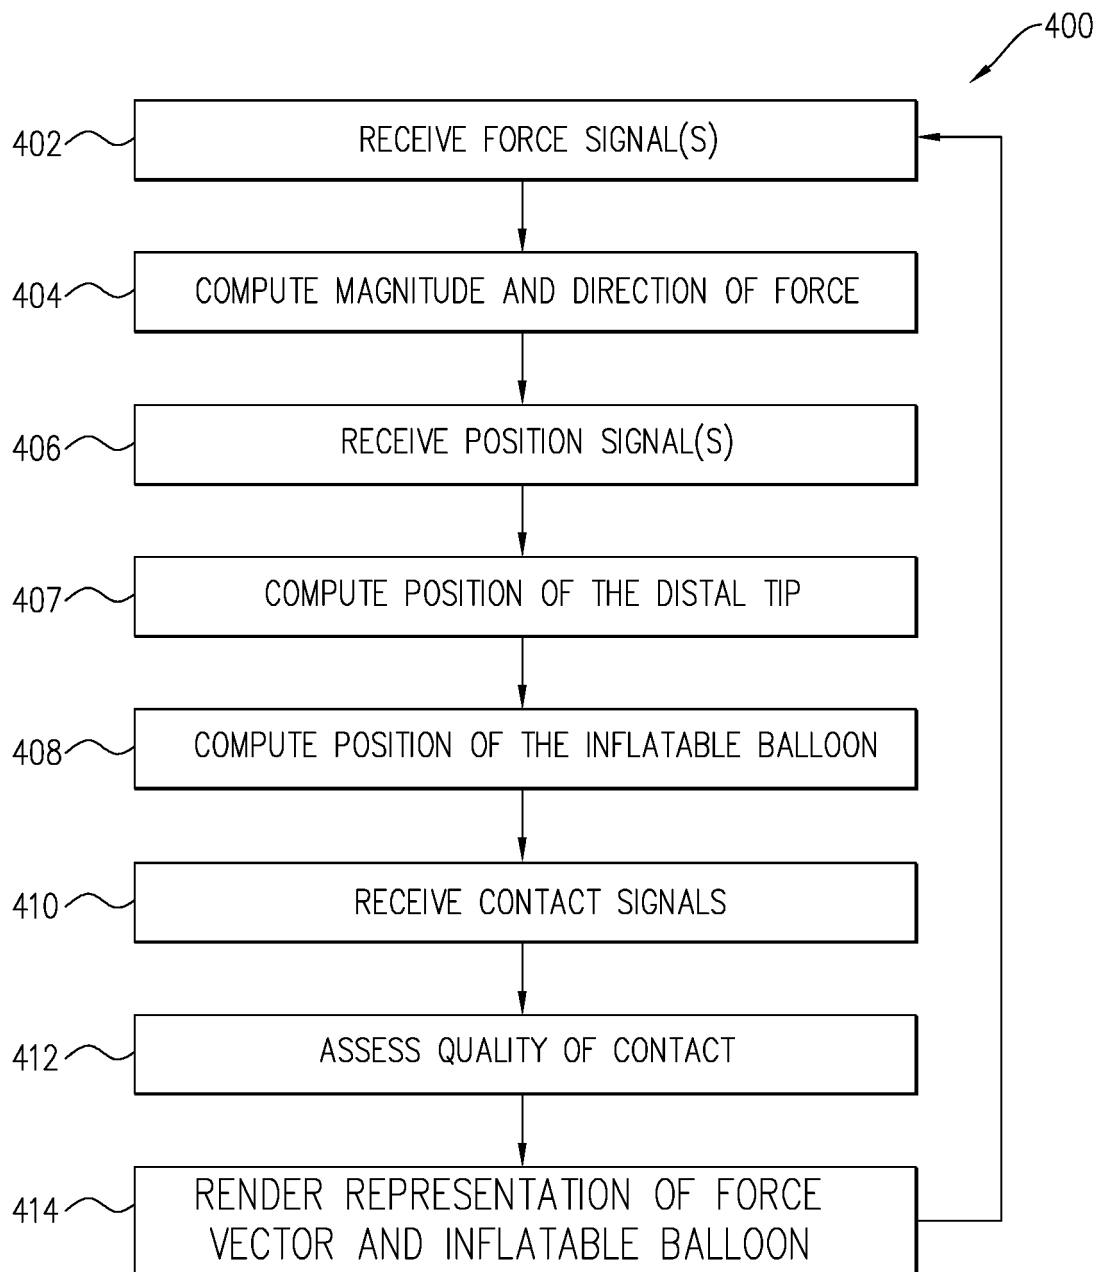 400
402
RECEIVE FORCE SIGNAL(S)
404
COMPUTE MAGNITUDE AND DIRECTION OF FORCE
406
RECEIVE POSITION SIGNAL(S)
407
COMPUTE POSITION OF THE DISTAL TIP
408
COMPUTE POSITION OF THE INFLATABLE BALLOON
410
RECEIVE CONTACT SIGNALS
412
ASSESS QUALITY OF CONTACT
414
RENDER REPRESENTATION OF FORCE
VECTOR AND INFLATABLE BALLOON